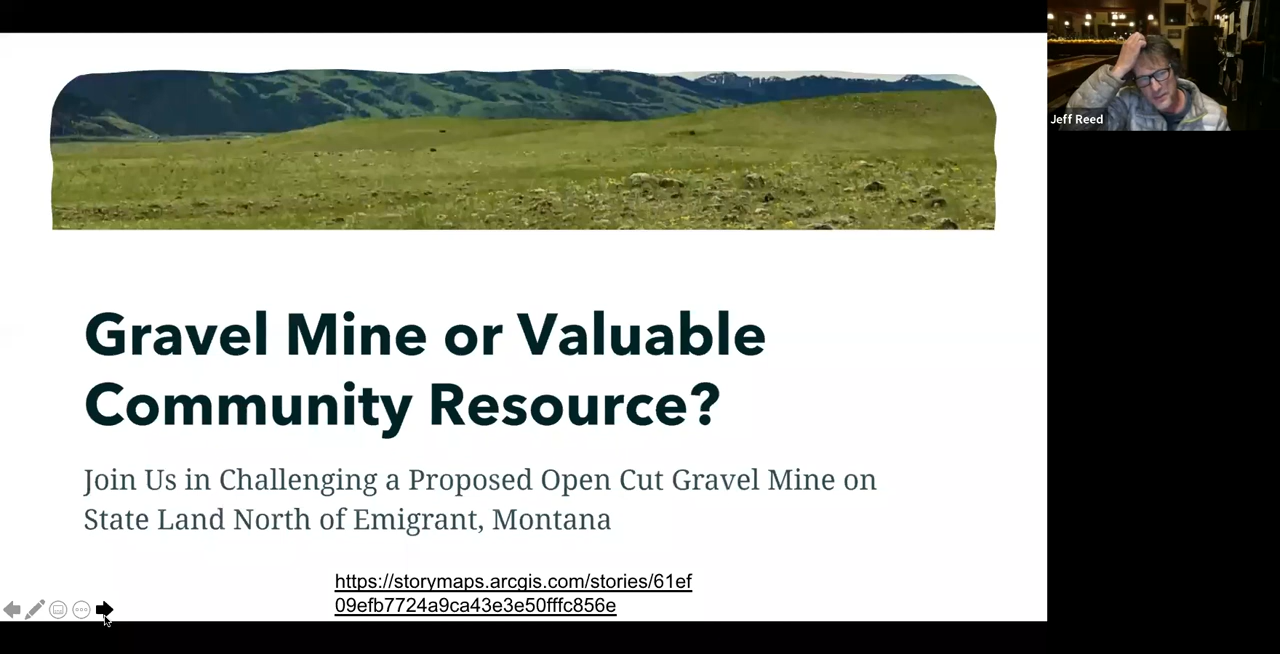 Jeff Reed
Gravel Mine or Valuable
Community Resource?
Join Us in Challenging a Proposed Open Cut Gravel Mine on
State Land North of Emigrant, Montana
https://storymaps.arcgis.com/stories/61ef
09efb7724a9ca43e3e50fffc856e